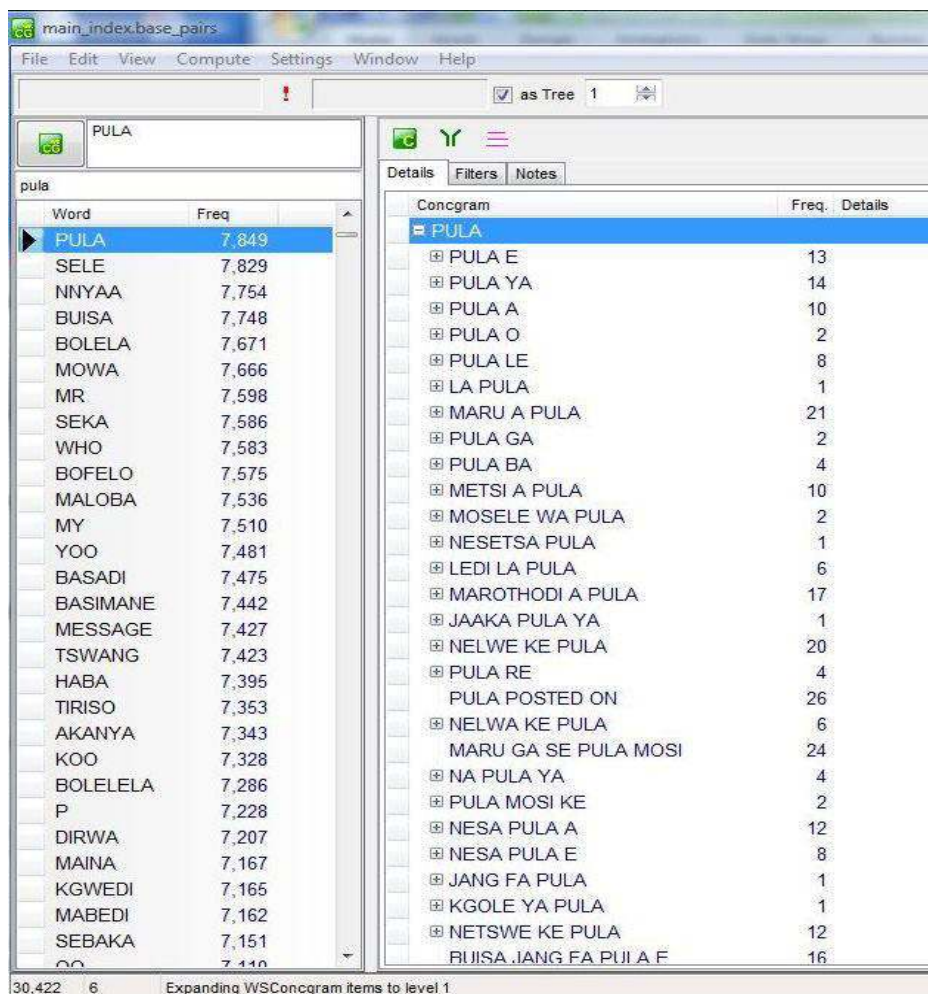 main_index.base_pairs
File Edit View Compute Settings Window Help
! as Tree 1
CG PULA
pula
Word Freq
PULA 7,849
SELE 7,829
NNYAA 7,754
BUISA 7,748
BOLELA 7,671
MOWA 7,666
MR 7,598
SEKA 7,586
WHO 7,583
BOFELO 7,575
MALOBA 7,536
MY 7,510
YOO 7,481
BASADI 7,475
BASIMANE 7,442
MESSAGE 7,427
TSWANG 7,423
HABA 7,395
TIRISO 7,353
AKANYA 7,343
KOO 7,328
BOLELELA 7,286
P 7,228
DIRWA 7,207
MAINA 7,167
KGWEDI 7,165
MABEDI 7,162
SEBAKA 7,151
Details Filters Notes
Concgram Freq. Details
PULA
PULA E 13
PULA YA 14
PULA A 10
PULA O 2
PULA LE 8
LA PULA 1
MARU A PULA 21
PULA GA 2
PULA BA 4
METSI A PULA 10
MOSELE WA PULA 2
NESETSA PULA 1
LEDI LA PULA 6
MAROTHODI A PULA 17
JAAKA PULA YA 1
NELWE KE PULA 20
PULA RE 4
PULA POSTED ON 26
NELWA KE PULA 6
MARU GA SE PULA MOSI 24
NA PULA YA 4
PULA MOSI KE 2
NESA PULA A 12
NESA PULA E 8
JANG FA PULA 1
KGOLE YA PULA 1
NETSWE KE PULA 12
BUISA JANG FA PULA E 16
30,422 6 Expanding WSConcgram items to level 1